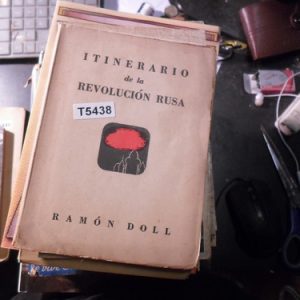 ITINERARIO
de la
REVOLUCIÓN RUSA
T5438
RAMÓN DOLL